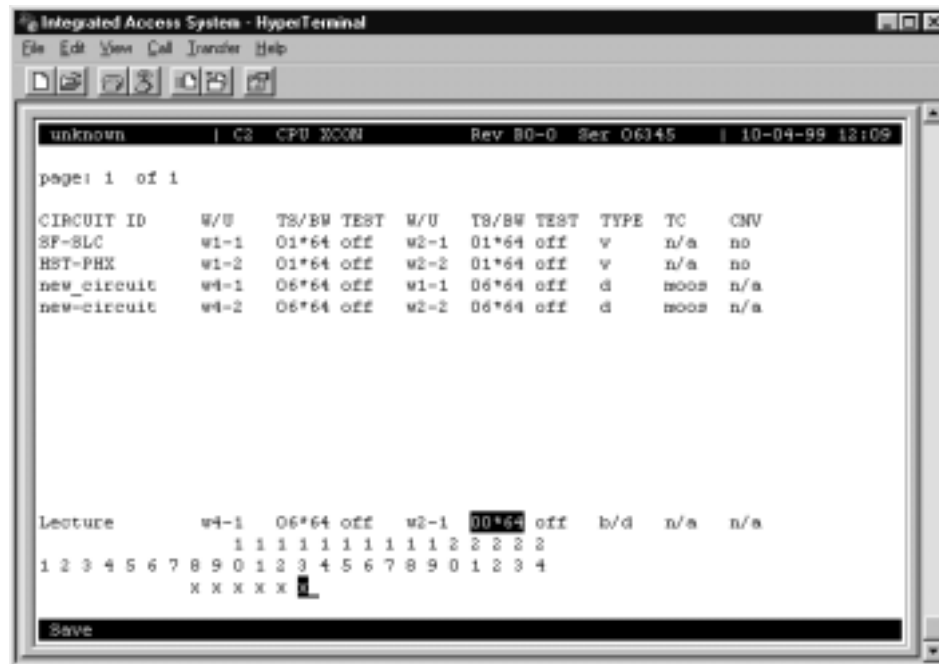 Integrated Access System - HyperTerminal
File Edit View Call Transfer Help
unknown | C2 CPU XCON Rev B0-0 Ser 06345 | 10-04-99 12:09
page: 1 of 1
CIRCUIT ID W/U TS/BW TEST W/U TS/BW TEST TYPE TC CNV
SF-SLC w1-1 01*64 off w2-1 01*64 off v n/a no
HST-PHX w1-2 01*64 off w2-2 01*64 off v n/a no
new_circuit w4-1 06*64 off w1-1 06*64 off d moos n/a
new-circuit w4-2 06*64 off w2-2 06*64 off d moos n/a
Lecture w4-1 06*64 off w2-1 00*64 off b/d n/a n/a
1 1 1 1 1 1 1 1 1 1 2 2 2 2 2
1 2 3 4 5 6 7 8 9 0 1 2 3 4 5 6 7 8 9 0 1 2 3 4
x x x x x x_
Save